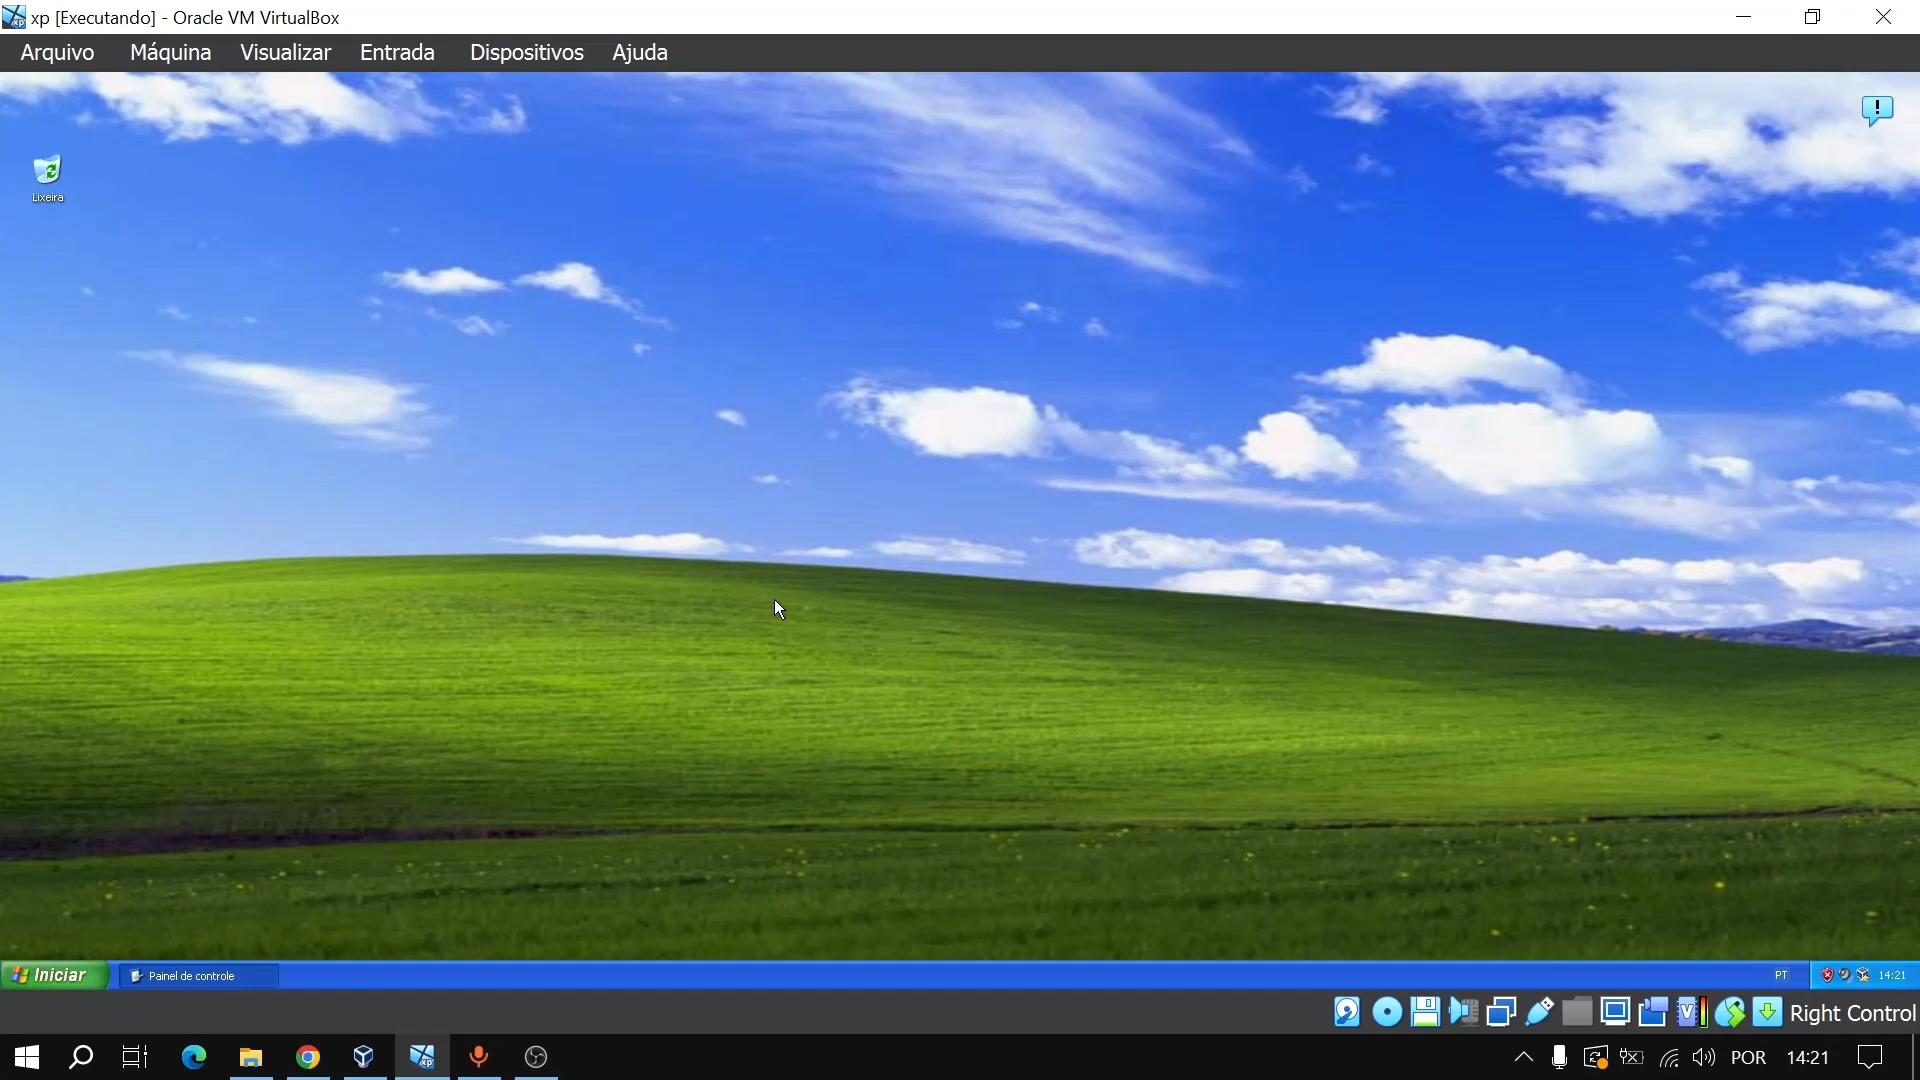 xp [Executando] - Oracle VM VirtualBox
Arquivo Máquina Visualizar Entrada Dispositivos Ajuda
Lixeira
Iniciar Painel de controle PT 14:21
Right Control
POR 14:21